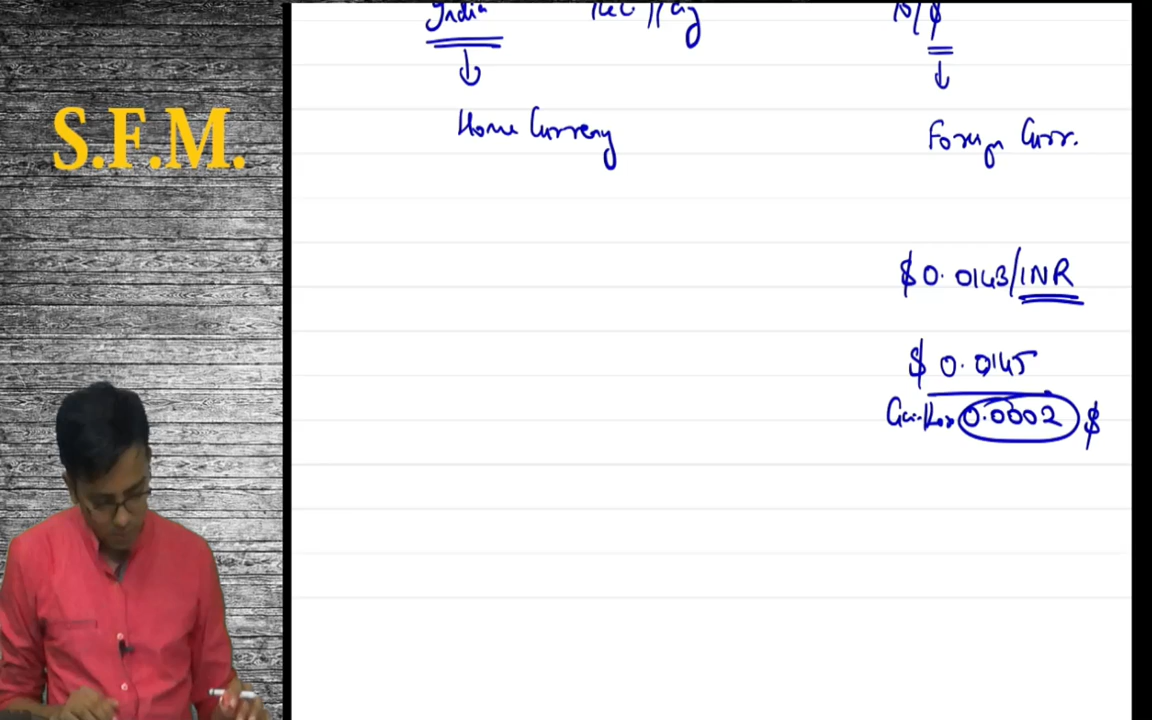 S.F.M.
India
Home Currency
Foreign Curr.
$0.0143/INR
$ 0.0145
0.0002 $